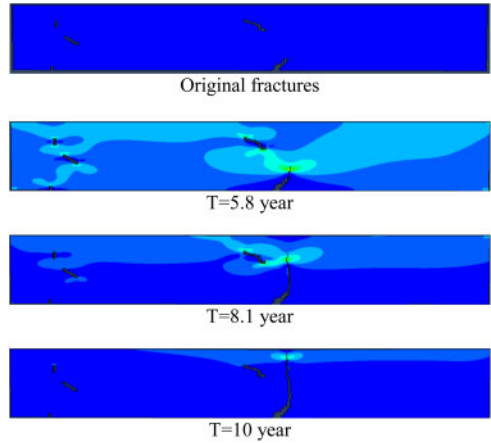 Original fractures
T=5.8 year
T=8.1 year
T=10 year